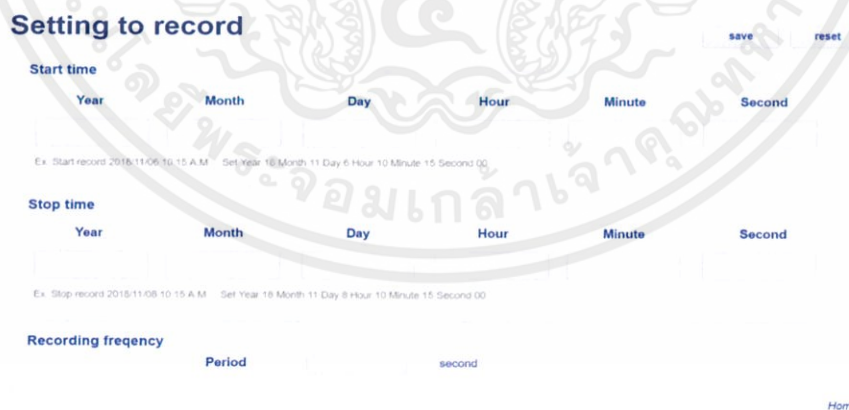 Setting to record
save reset
Start time
Year Month Day Hour Minute Second
Ex. Start record 2018/11/06 10:15 A.M Set Year 18 Month 11 Day 6 Hour 10 Minute 15 Second 00
Stop time
Year Month Day Hour Minute Second
Ex. Stop record 2018/11/08 10:15 A.M Set Year 18 Month 11 Day 8 Hour 10 Minute 15 Second 00
Recording freqency
Period second